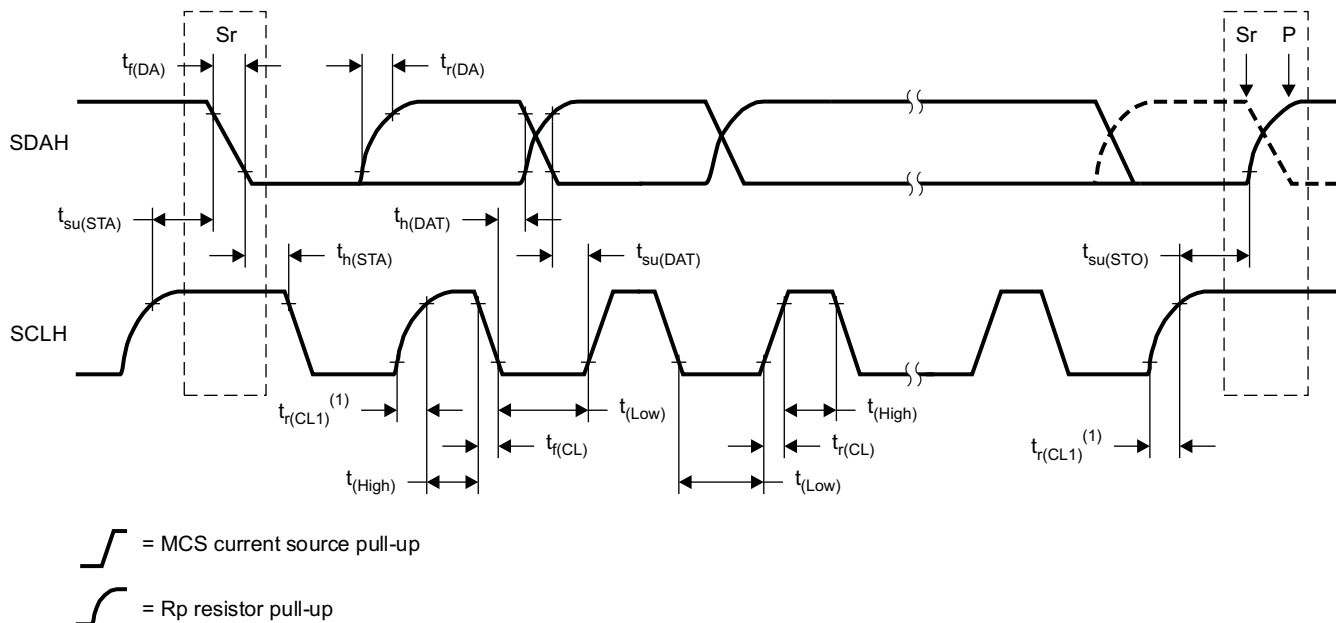 Sr
Sr P
t_f(DA)
t_r(DA)
SDAH
t_su(STA)
t_h(DAT)
t_h(STA)
t_su(DAT)
t_su(STO)
SCLH
t_r(CL1)^(1)
t_(Low)
t_(High)
t_f(CL)
t_r(CL)
t_r(CL1)^(1)
t_(High)
t_(Low)
= MCS current source pull-up
= Rp resistor pull-up